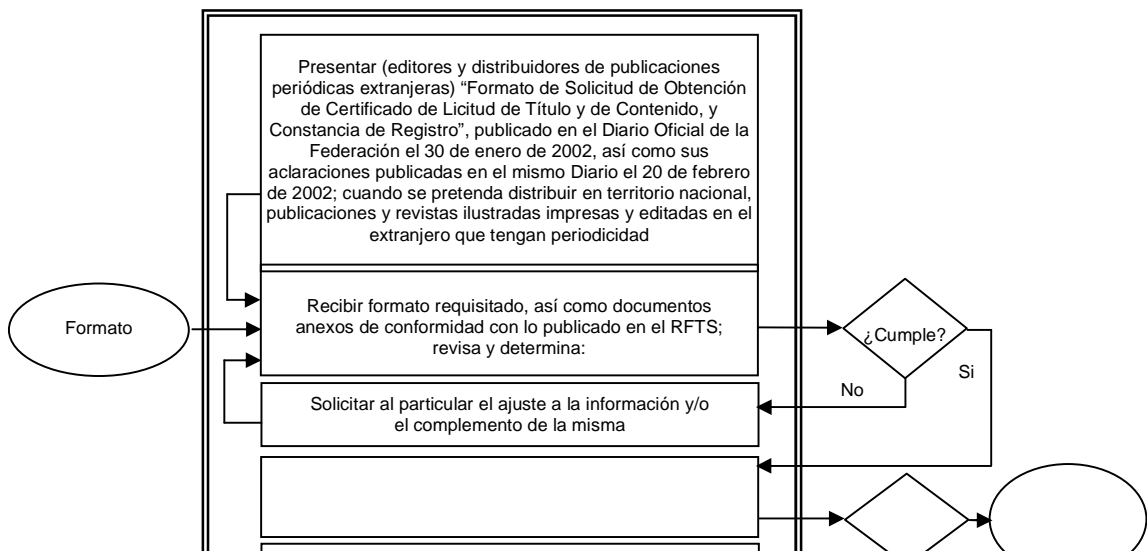 Presentar (editores y distribuidores de publicaciones
periódicas extranjeras) “Formato de Solicitud de Obtención
de Certificado de Licitud de Título y de Contenido, y
Constancia de Registro”, publicado en el Diario Oficial de la
Federación el 30 de enero de 2002, así como sus
aclaraciones publicadas en el mismo Diario el 20 de febrero
de 2002; cuando se pretenda distribuir en territorio nacional,
publicaciones y revistas ilustradas impresas y editadas en el
extranjero que tengan periodicidad
Formato
Recibir formato requisitado, así como documentos
anexos de conformidad con lo publicado en el RFTS;
revisa y determina:
¿Cumple?
Si
No
Solicitar al particular el ajuste a la información y/o
el complemento de la misma